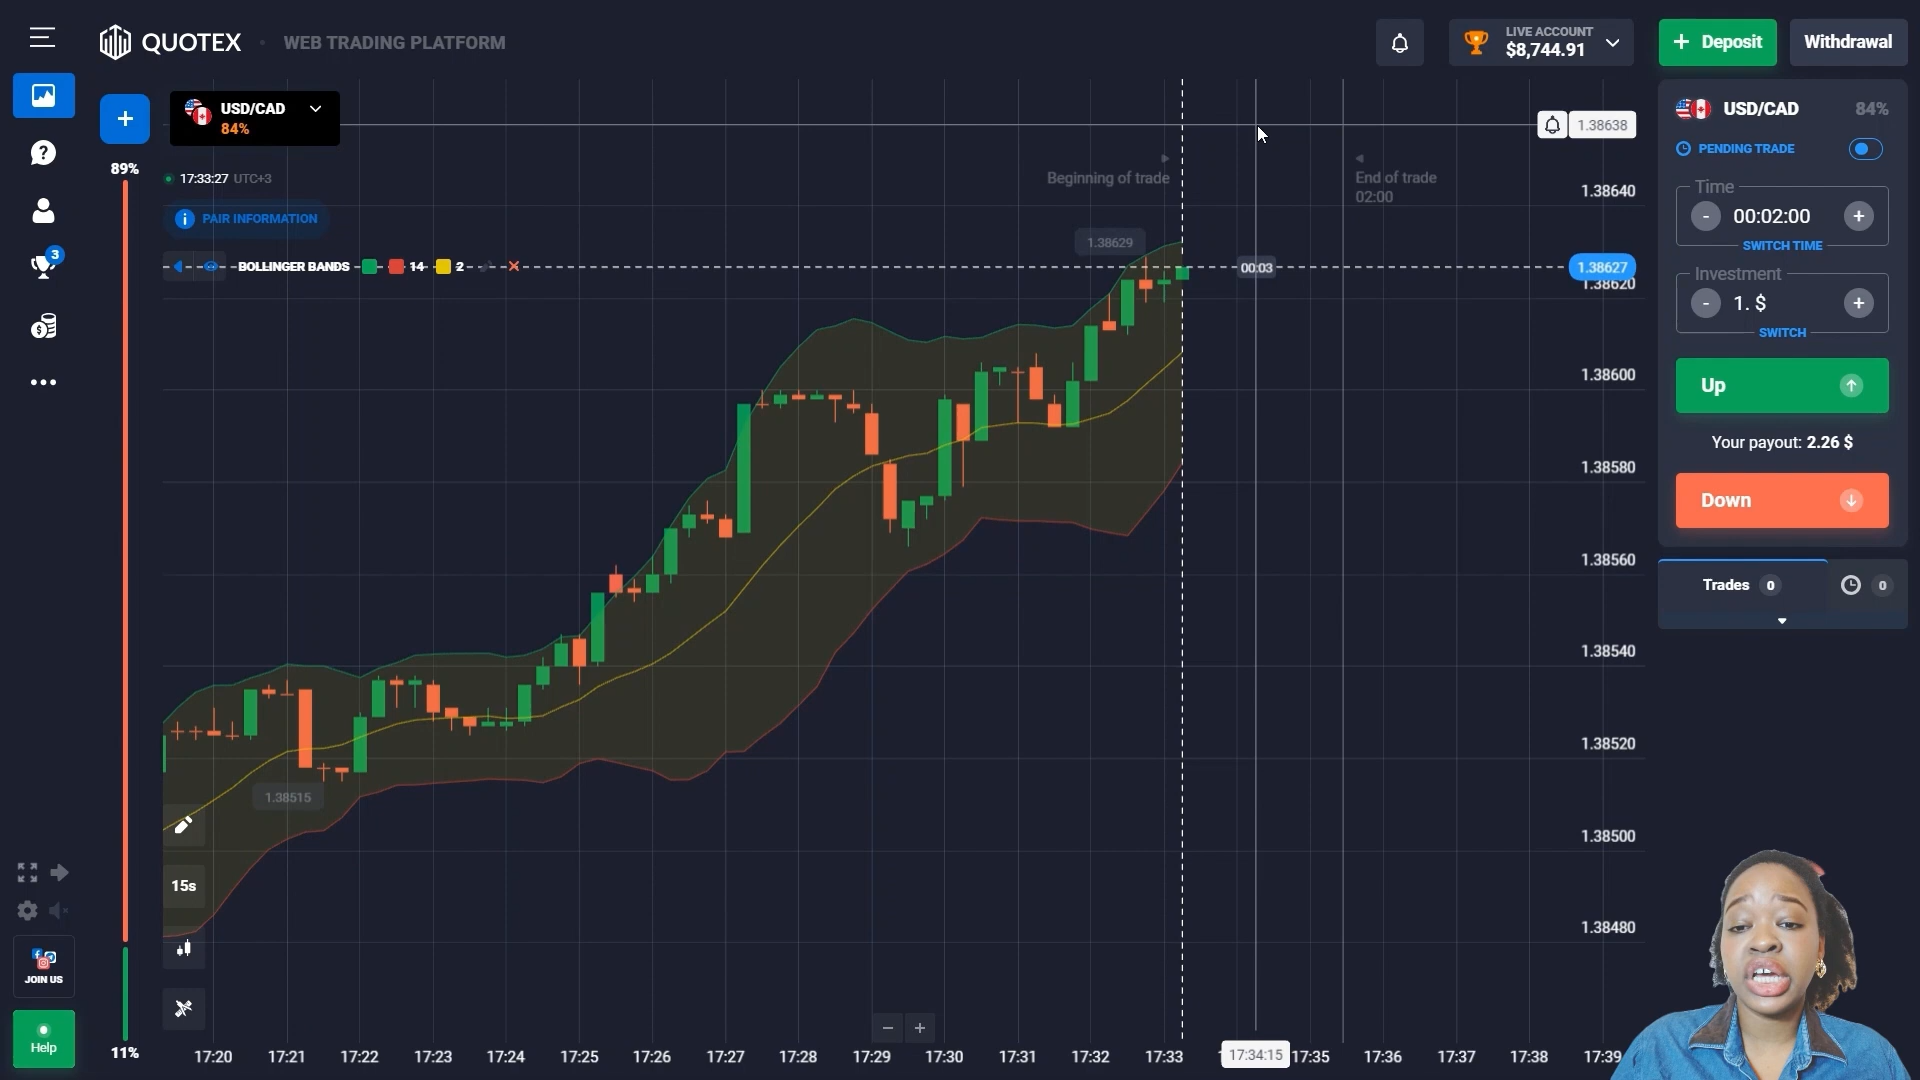 QUOTEX
WEB TRADING PLATFORM
LIVE ACCOUNT
$8,744.91
+ Deposit
Withdrawal
USD/CAD
84%
89%
17:33:27 UTC+3
PAIR INFORMATION
BOLLINGER BANDS 14 2
Beginning of trade
End of trade
02:00
1.38629
00:03
1.38515
1.38638
1.38640
1.38627
1.38620
1.38600
1.38580
1.38560
1.38540
1.38520
1.38500
1.38480
USD/CAD 84%
PENDING TRADE
Time
- 00:02:00 +
SWITCH TIME
Investment
- 1. $ +
SWITCH
Up
Your payout: 2.26 $
Down
Trades 0
0
3
15s
JOIN US
Help
11%
17:20 17:21 17:22 17:23 17:24 17:25 17:26 17:27 17:28 17:29 17:30 17:31 17:32 17:33 17:34:15 17:35 17:36 17:37 17:38 17:39